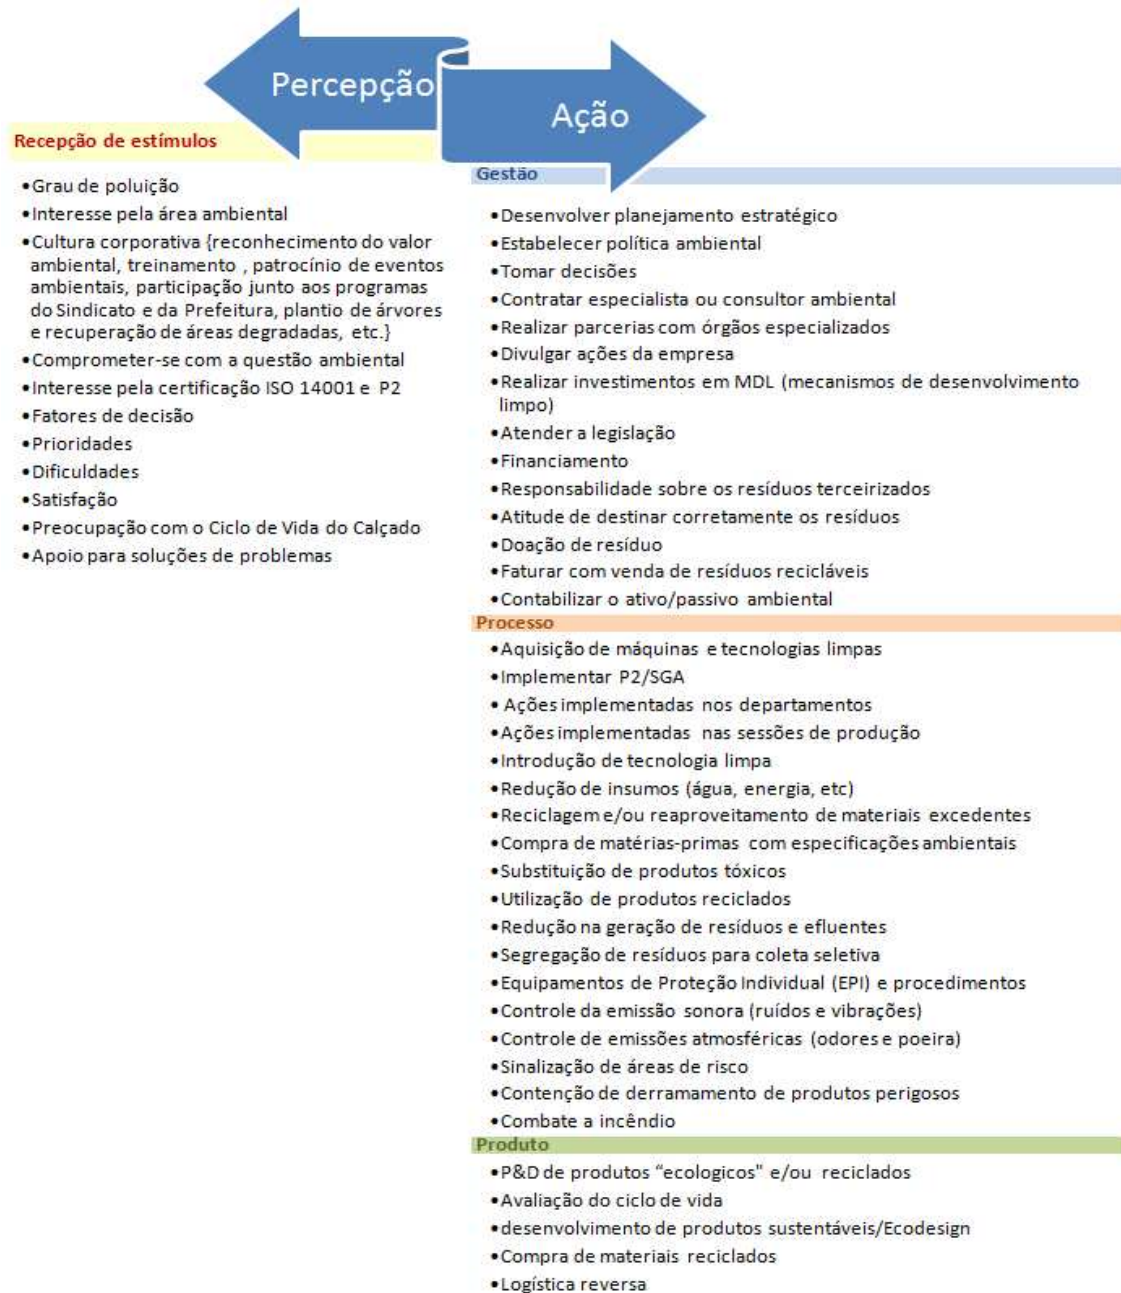 Percepção
Ação
Recepção de estímulos
•Grau de poluição
•Interesse pela área ambiental
•Cultura corporativa {reconhecimento do valor
ambiental, treinamento , patrocínio de eventos
ambientais, participação junto aos programas
do Sindicato e da Prefeitura, plantio de árvores
e recuperação de áreas degradadas, etc.}
•Comprometer-se com a questão ambiental
•Interesse pela certificação ISO 14001 e P2
•Fatores de decisão
•Prioridades
•Dificuldades
•Satisfação
•Preocupação com o Ciclo de Vida do Calçado
•Apoio para soluções de problemas
Gestão
•Desenvolver planejamento estratégico
•Estabelecer política ambiental
•Tomar decisões
•Contratar especialista ou consultor ambiental
•Realizar parcerias com órgãos especializados
•Divulgar ações da empresa
•Realizar investimentos em MDL (mecanismos de desenvolvimento
limpo)
•Atender a legislação
•Financiamento
•Responsabilidade sobre os resíduos terceirizados
•Atitude de destinar corretamente os resíduos
•Doação de resíduo
•Faturar com venda de resíduos recicláveis
•Contabilizar o ativo/passivo ambiental
Processo
•Aquisição de máquinas e tecnologias limpas
•Implementar P2/SGA
• Ações implementadas nos departamentos
•Ações implementadas nas sessões de produção
•Introdução de tecnologia limpa
•Redução de insumos (água, energia, etc)
•Reciclagem e/ou reaproveitamento de materiais excedentes
•Compra de matérias-primas com especificações ambientais
•Substituição de produtos tóxicos
•Utilização de produtos reciclados
•Redução na geração de resíduos e efluentes
•Segregação de resíduos para coleta seletiva
•Equipamentos de Proteção Individual (EPI) e procedimentos
•Controle da emissão sonora (ruídos e vibrações)
•Controle de emissões atmosféricas (odores e poeira)
•Sinalização de áreas de risco
•Contenção de derramamento de produtos perigosos
•Combate a incêndio
Produto
•P&D de produtos “ecologicos" e/ou reciclados
•Avaliação do ciclo de vida
•desenvolvimento de produtos sustentáveis/Ecodesign
•Compra de materiais reciclados
•Logística reversa